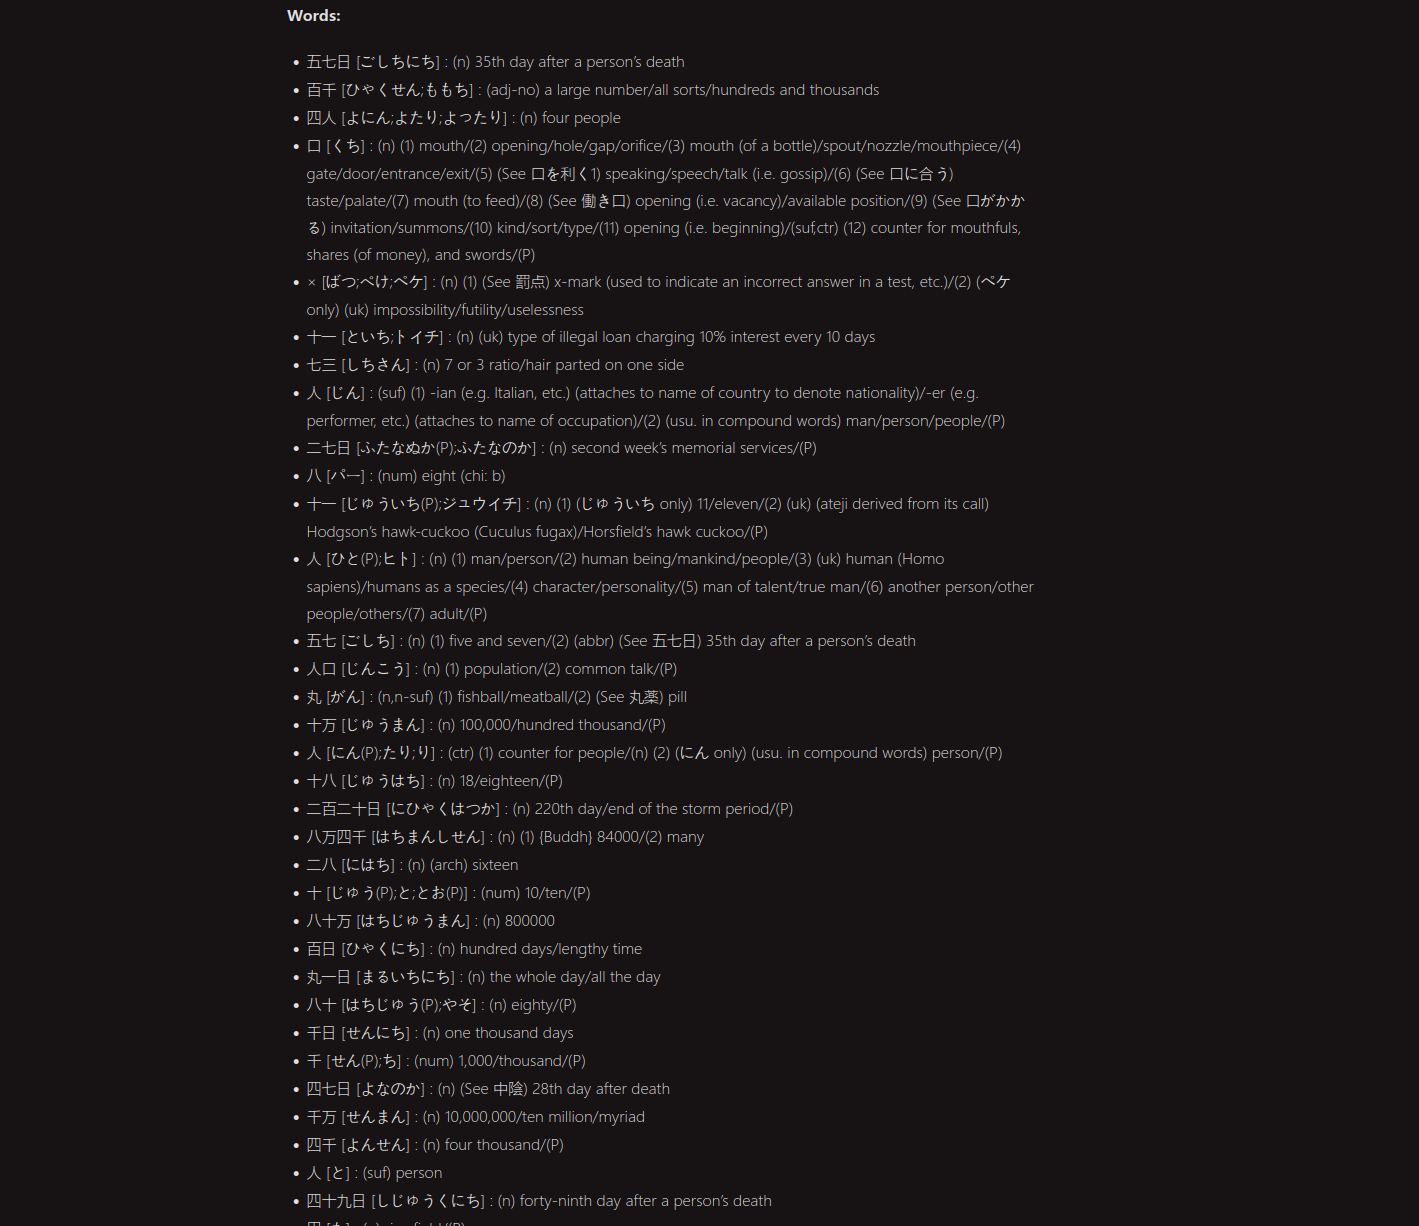 Words:
• 五七日 [ごしちにち] : (n) 35th day after a person’s death
• 百千 [ひゃくせん;ももち] : (adj-no) a large number/all sorts/hundreds and thousands
• 四人 [よにん;よたり;よったり] : (n) four people
• 口 [くち] : (n) (1) mouth/(2) opening/hole/gap/orifice/(3) mouth (of a bottle)/spout/nozzle/mouthpiece/(4)
gate/door/entrance/exit/(5) (See 口を利く1) speaking/speech/talk (i.e. gossip)/(6) (See 口に合う)
taste/palate/(7) mouth (to feed)/(8) (See 働き口) opening (i.e. vacancy)/available position/(9) (See 口がかか
る) invitation/summons/(10) kind/sort/type/(11) opening (i.e. beginning)/(suf,ctr) (12) counter for mouthfuls,
shares (of money), and swords/(P)
• × [ばつ;ぺけ;ペケ] : (n) (1) (See 罰点) x-mark (used to indicate an incorrect answer in a test, etc.)/(2) (ペケ
only) (uk) impossibility/futility/uselessness
• 十一 [といち;トイチ] : (n) (uk) type of illegal loan charging 10% interest every 10 days
• 七三 [しちさん] : (n) 7 or 3 ratio/hair parted on one side
• 人 [じん] : (suf) (1) -ian (e.g. Italian, etc.) (attaches to name of country to denote nationality)/-er (e.g.
performer, etc.) (attaches to name of occupation)/(2) (usu. in compound words) man/person/people/(P)
• 二七日 [ふたなぬか(P);ふたなのか] : (n) second week’s memorial services/(P)
• 八 [パー] : (num) eight (chi: b)
• 十一 [じゅういち(P);ジュウイチ] : (n) (1) (じゅういち only) 11/eleven/(2) (uk) (ateji derived from its call)
Hodgson’s hawk-cuckoo (Cuculus fugax)/Horsfield’s hawk cuckoo/(P)
• 人 [ひと(P);ヒト] : (n) (1) man/person/(2) human being/mankind/people/(3) (uk) human (Homo
sapiens)/humans as a species/(4) character/personality/(5) man of talent/true man/(6) another person/other
people/others/(7) adult/(P)
• 五七 [ごしち] : (n) (1) five and seven/(2) (abbr) (See 五七日) 35th day after a person’s death
• 人口 [じんこう] : (n) (1) population/(2) common talk/(P)
• 丸 [がん] : (n,n-suf) (1) fishball/meatball/(2) (See 丸薬) pill
• 十万 [じゅうまん] : (n) 100,000/hundred thousand/(P)
• 人 [にん(P);たり;り] : (ctr) (1) counter for people/(n) (2) (にん only) (usu. in compound words) person/(P)
• 十八 [じゅうはち] : (n) 18/eighteen/(P)
• 二百二十日 [にひゃくはつか] : (n) 220th day/end of the storm period/(P)
• 八万四千 [はちまんしせん] : (n) (1) {Buddh} 84000/(2) many
• 二八 [にはち] : (n) (arch) sixteen
• 十 [じゅう(P);と;とお(P)] : (num) 10/ten/(P)
• 八十万 [はちじゅうまん] : (n) 800000
• 百日 [ひゃくにち] : (n) hundred days/lengthy time
• 丸一日 [まるいちにち] : (n) the whole day/all the day
• 八十 [はちじゅう(P);やそ] : (n) eighty/(P)
• 千日 [せんにち] : (n) one thousand days
• 千 [せん(P);ち] : (num) 1,000/thousand/(P)
• 四七日 [よなのか] : (n) (See 中陰) 28th day after death
• 千万 [せんまん] : (n) 10,000,000/ten million/myriad
• 四千 [よんせん] : (n) four thousand/(P)
• 人 [と] : (suf) person
• 四十九日 [しじゅうくにち] : (n) forty-ninth day after a person’s death